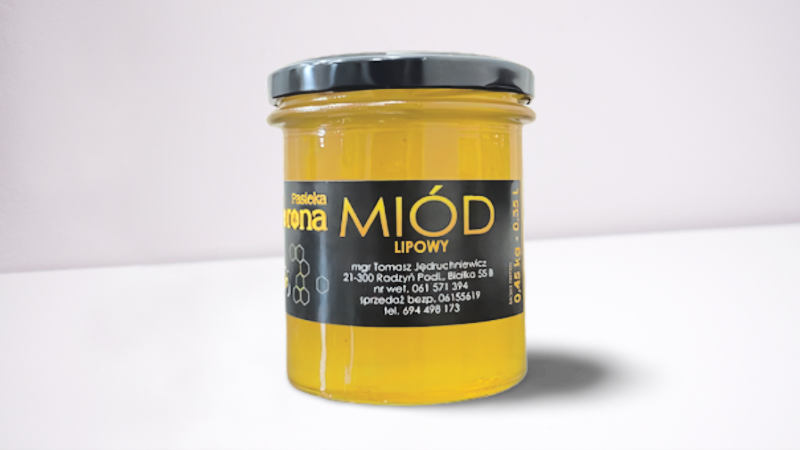 Pasieka
MIÓD
LIPOWY
mgr Tomasz Jędruchniewicz
21-300 Radzyń Podl., Białka 55 B
nr wet. 061 571 394
sprzedaż bezp. 06155619
tel. 694 498 173
0,45 kg • 0,35 L